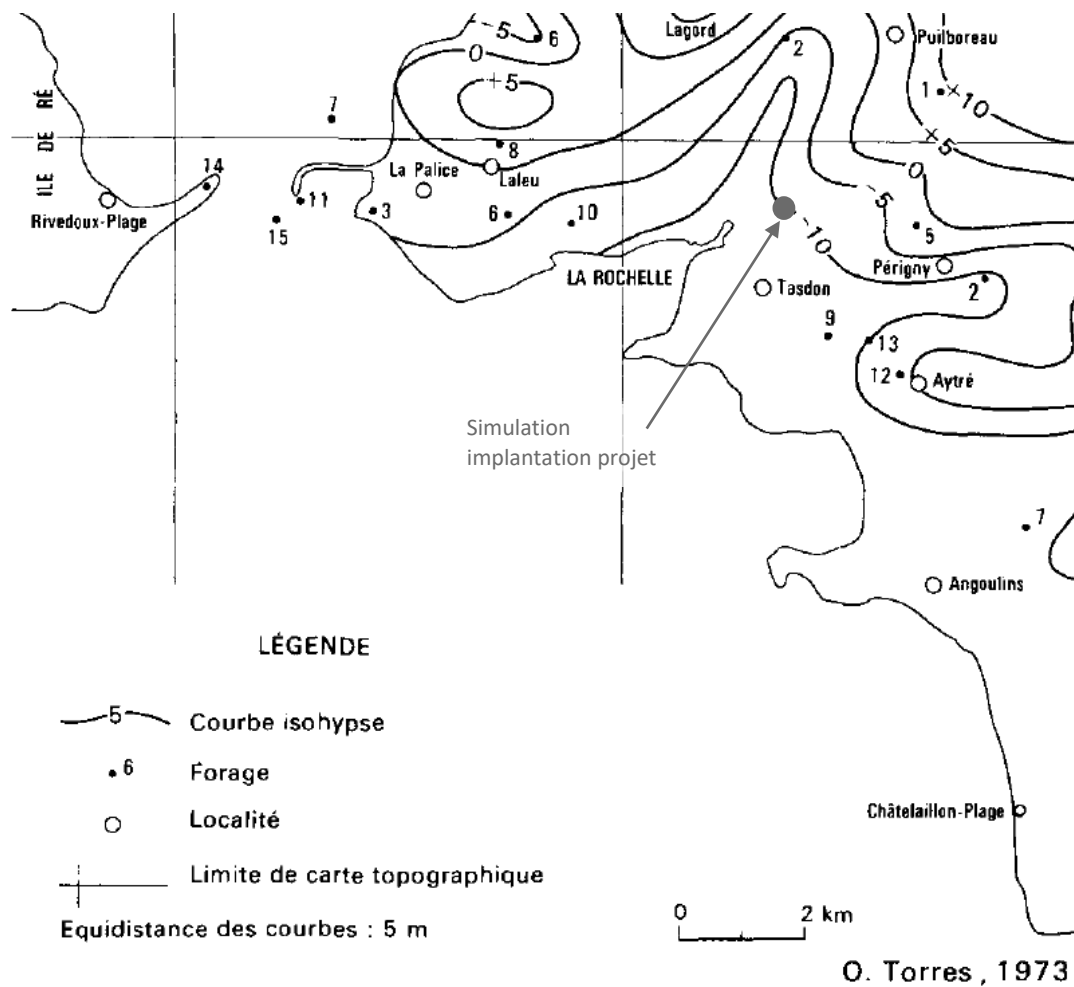 -5
6
Lagord
2
Puilboreau
0
+5
1
-10
7
ILE DE RÉ
-5
8
14
La Palice
Laleu
0
Rivedoux-Plage
11
3
6
10
-5
5
15
-10
LA ROCHELLE
Périgny
Tasdon
2
9
13
12
Aytré
Simulation
implantation projet
7
Angoulins
LÉGENDE
5 Courbe isohypse
6 Forage
Localité
Châtelaillon-Plage
Limite de carte topographique
0 2 km
Equidistance des courbes : 5 m
O. Torres, 1973